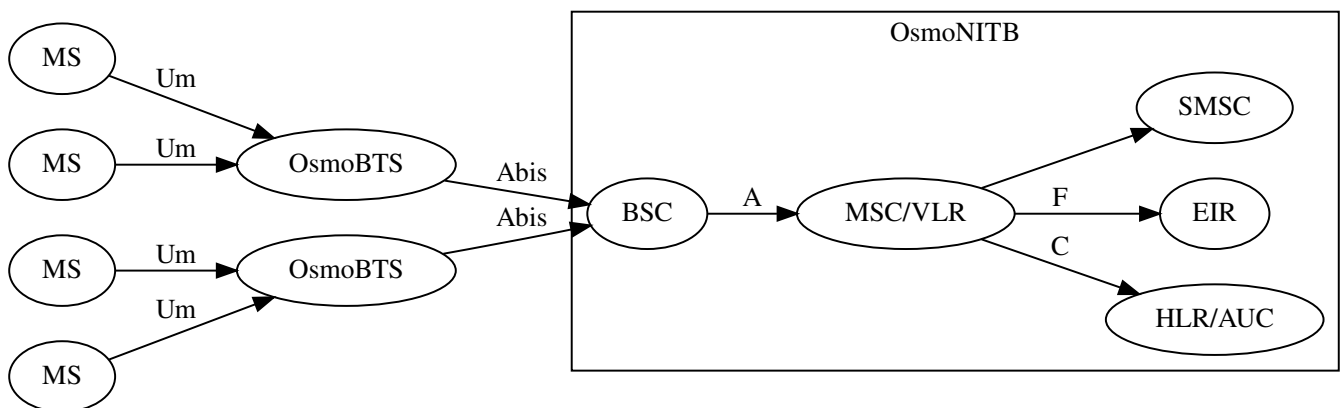 OsmoNITB
MS
Um
SMSC
MS
Um
OsmoBTS
Abis
BSC
A
MSC/VLR
F
EIR
Abis
C
MS
Um
OsmoBTS
Um
HLR/AUC
MS